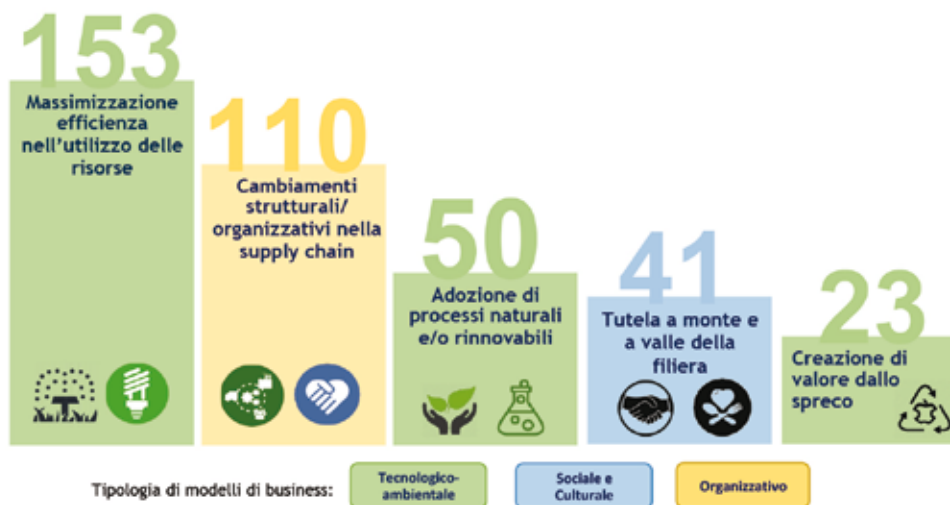 153
Massimizzazione
efficienza
nell'utilizzo delle
risorse
110
Cambiamenti
strutturali/
organizzativi nella
supply chain
50
Adozione di
processi naturali
e/o rinnovabili
41
Tutela a monte e
a valle della
filiera
23
Creazione di
valore dallo
spreco
Tipologia di modelli di business:
Tecnologico-
ambientale
Sociale e
Culturale
Organizzativo